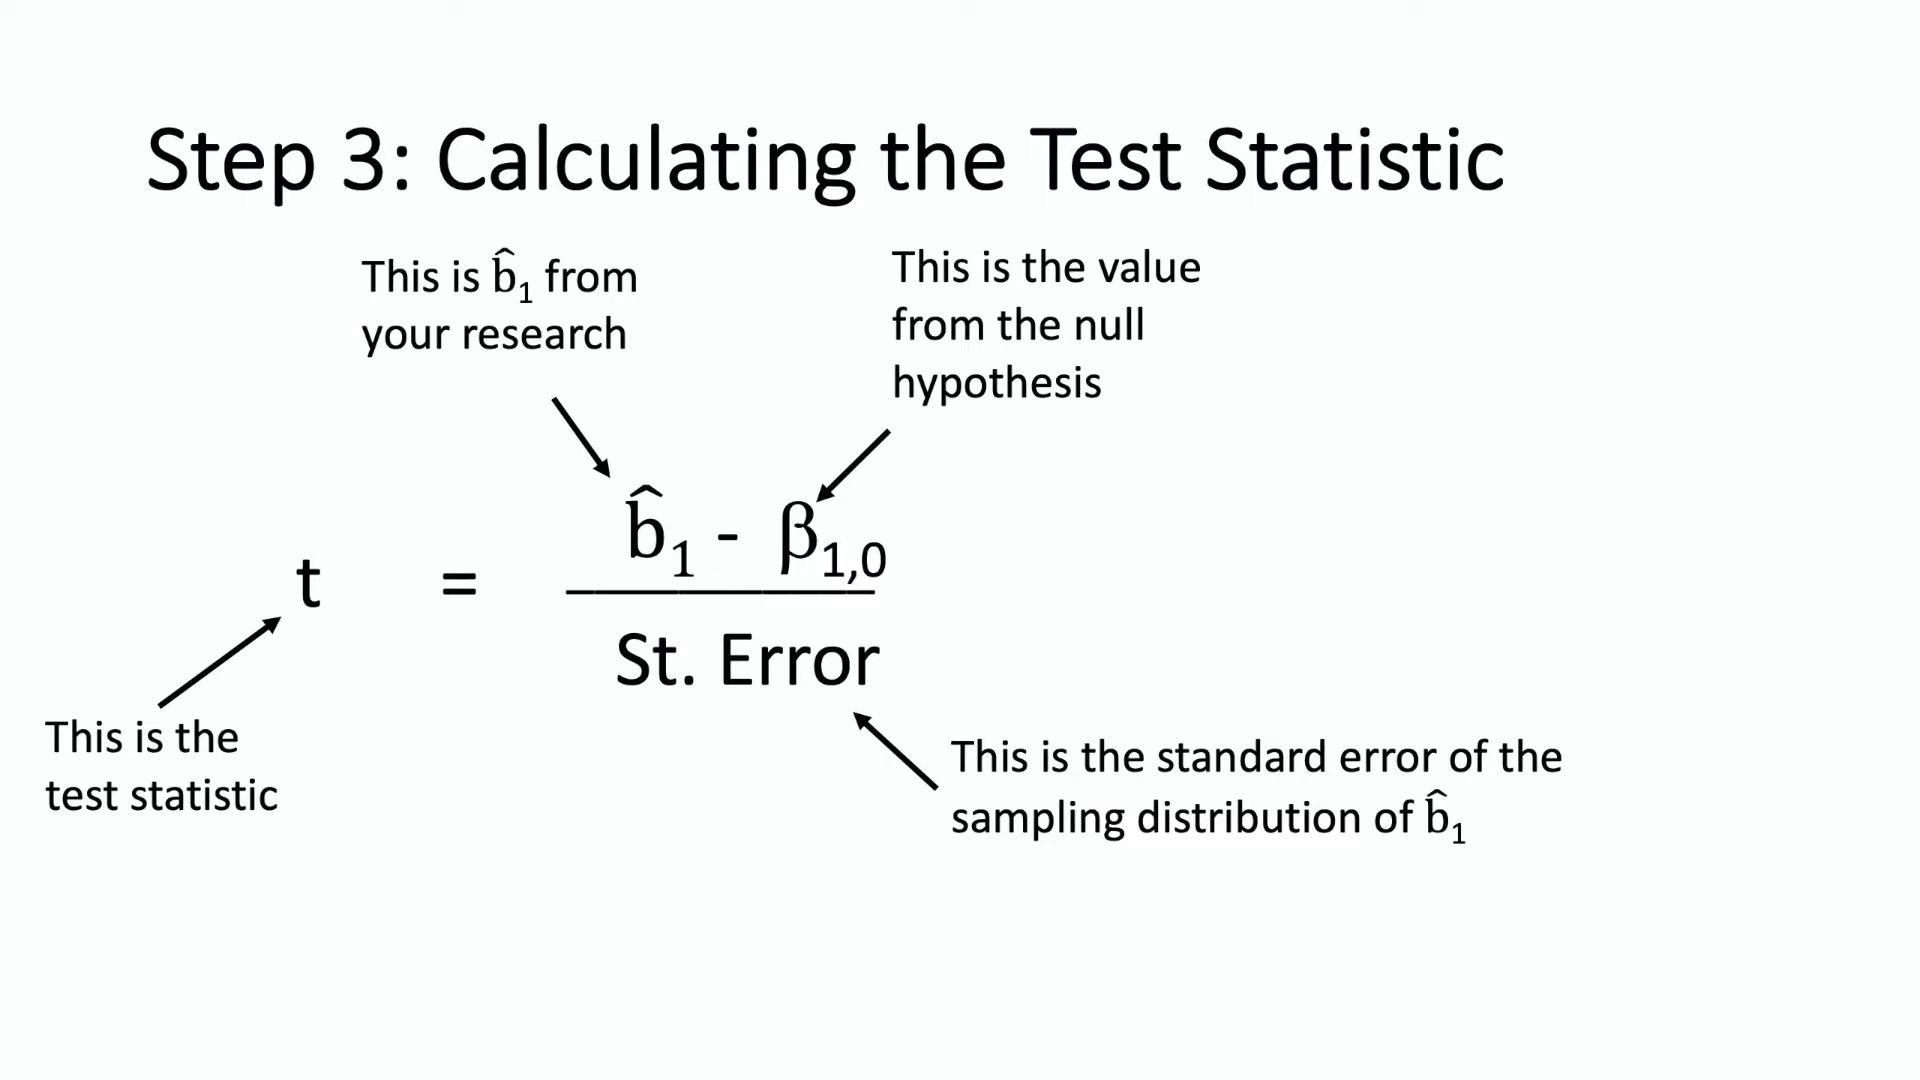 Step 3: Calculating the Test Statistic
This is b̂₁ from
your research
This is the value
from the null
hypothesis
b̂₁ - β₁,₀
t = 
St. Error
This is the
test statistic
This is the standard error of the
sampling distribution of b̂₁